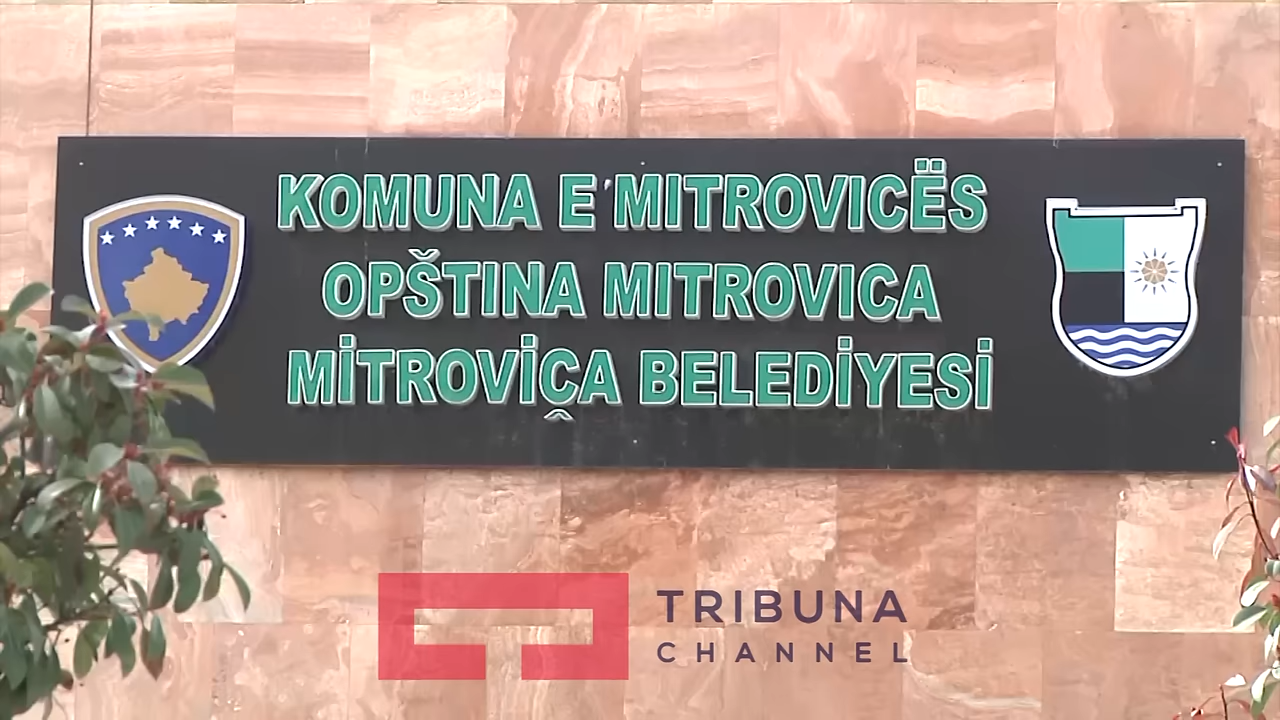 KOMUNA E MITROVICËS
OPŠTINA MITROVICA
MİTROVİÇA BELEDİYESİ
TRIBUNA
CHANNEL